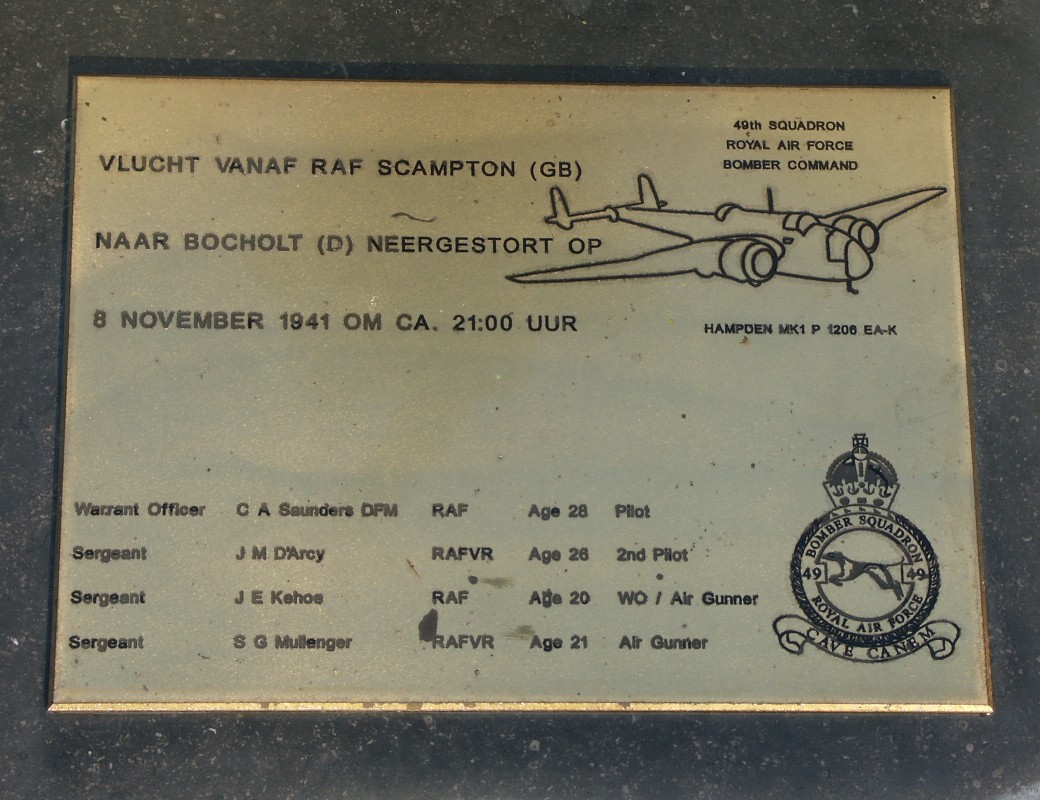 49th SQUADRON
ROYAL AIR FORCE
BOMBER COMMAND
VLUCHT VANAF RAF SCAMPTON (GB)
NAAR BOCHOLT (D) NEERGESTORT OP
8 NOVEMBER 1941 OM CA. 21:00 UUR
HAMPDEN MK1 P 1206 EA-K
Warrant Officer C A Saunders DFM RAF Age 28 Pilot
Sergeant J M D'Arcy RAFVR Age 26 2nd Pilot
Sergeant J E Kehoe RAF Age 20 WO / Air Gunner
Sergeant S G Mullenger RAFVR Age 21 Air Gunner
BOMBER SQUADRON
49 49
ROYAL AIR FORCE
CAVE CANEM